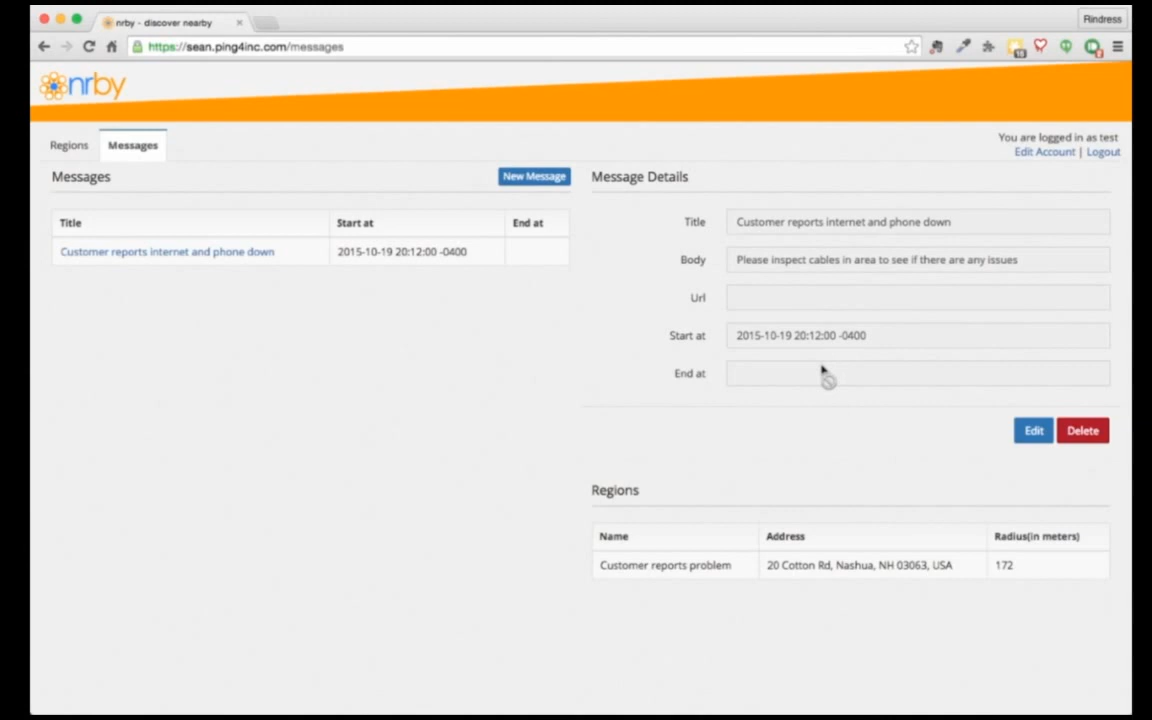 nrby - discover nearby
Rindress
https://sean.ping4inc.com/messages
nrby
Regions
Messages
You are logged in as test
Edit Account | Logout
Messages
New Message
Title
Start at
End at
Customer reports internet and phone down
2015-10-19 20:12:00 -0400
Message Details
Title
Customer reports internet and phone down
Body
Please inspect cables in area to see if there are any issues
Url
Start at
2015-10-19 20:12:00 -0400
End at
Edit
Delete
Regions
Name
Address
Radius(in meters)
Customer reports problem
20 Cotton Rd, Nashua, NH 03063, USA
172